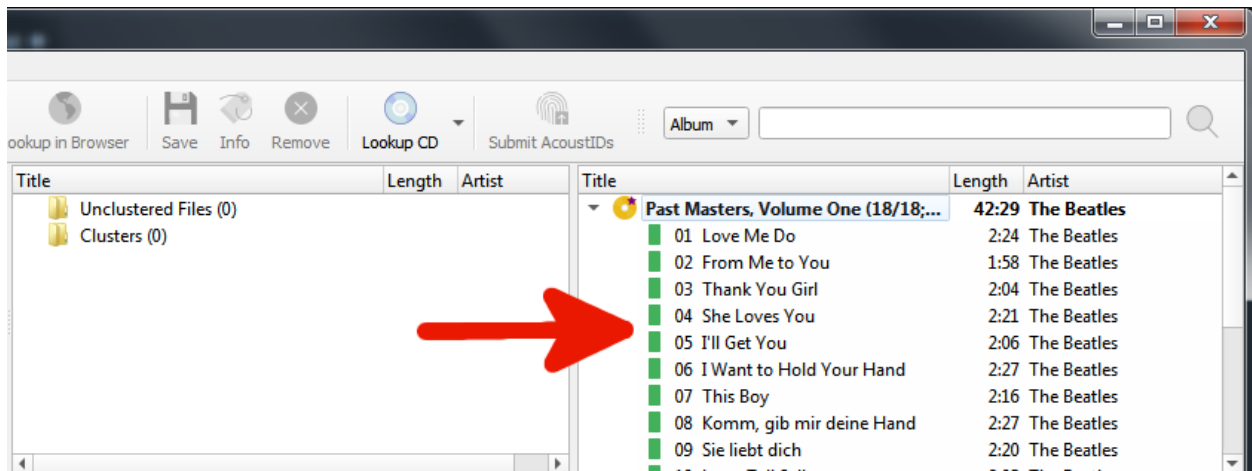 ookup in Browser Save Info Remove Lookup CD Submit AcoustIDs Album
Title Length Artist
Unclustered Files (0)
Clusters (0)
Title Length Artist
Past Masters, Volume One (18/18;... 42:29 The Beatles
01 Love Me Do 2:24 The Beatles
02 From Me to You 1:58 The Beatles
03 Thank You Girl 2:04 The Beatles
04 She Loves You 2:21 The Beatles
05 I'll Get You 2:06 The Beatles
06 I Want to Hold Your Hand 2:27 The Beatles
07 This Boy 2:16 The Beatles
08 Komm, gib mir deine Hand 2:27 The Beatles
09 Sie liebt dich 2:20 The Beatles